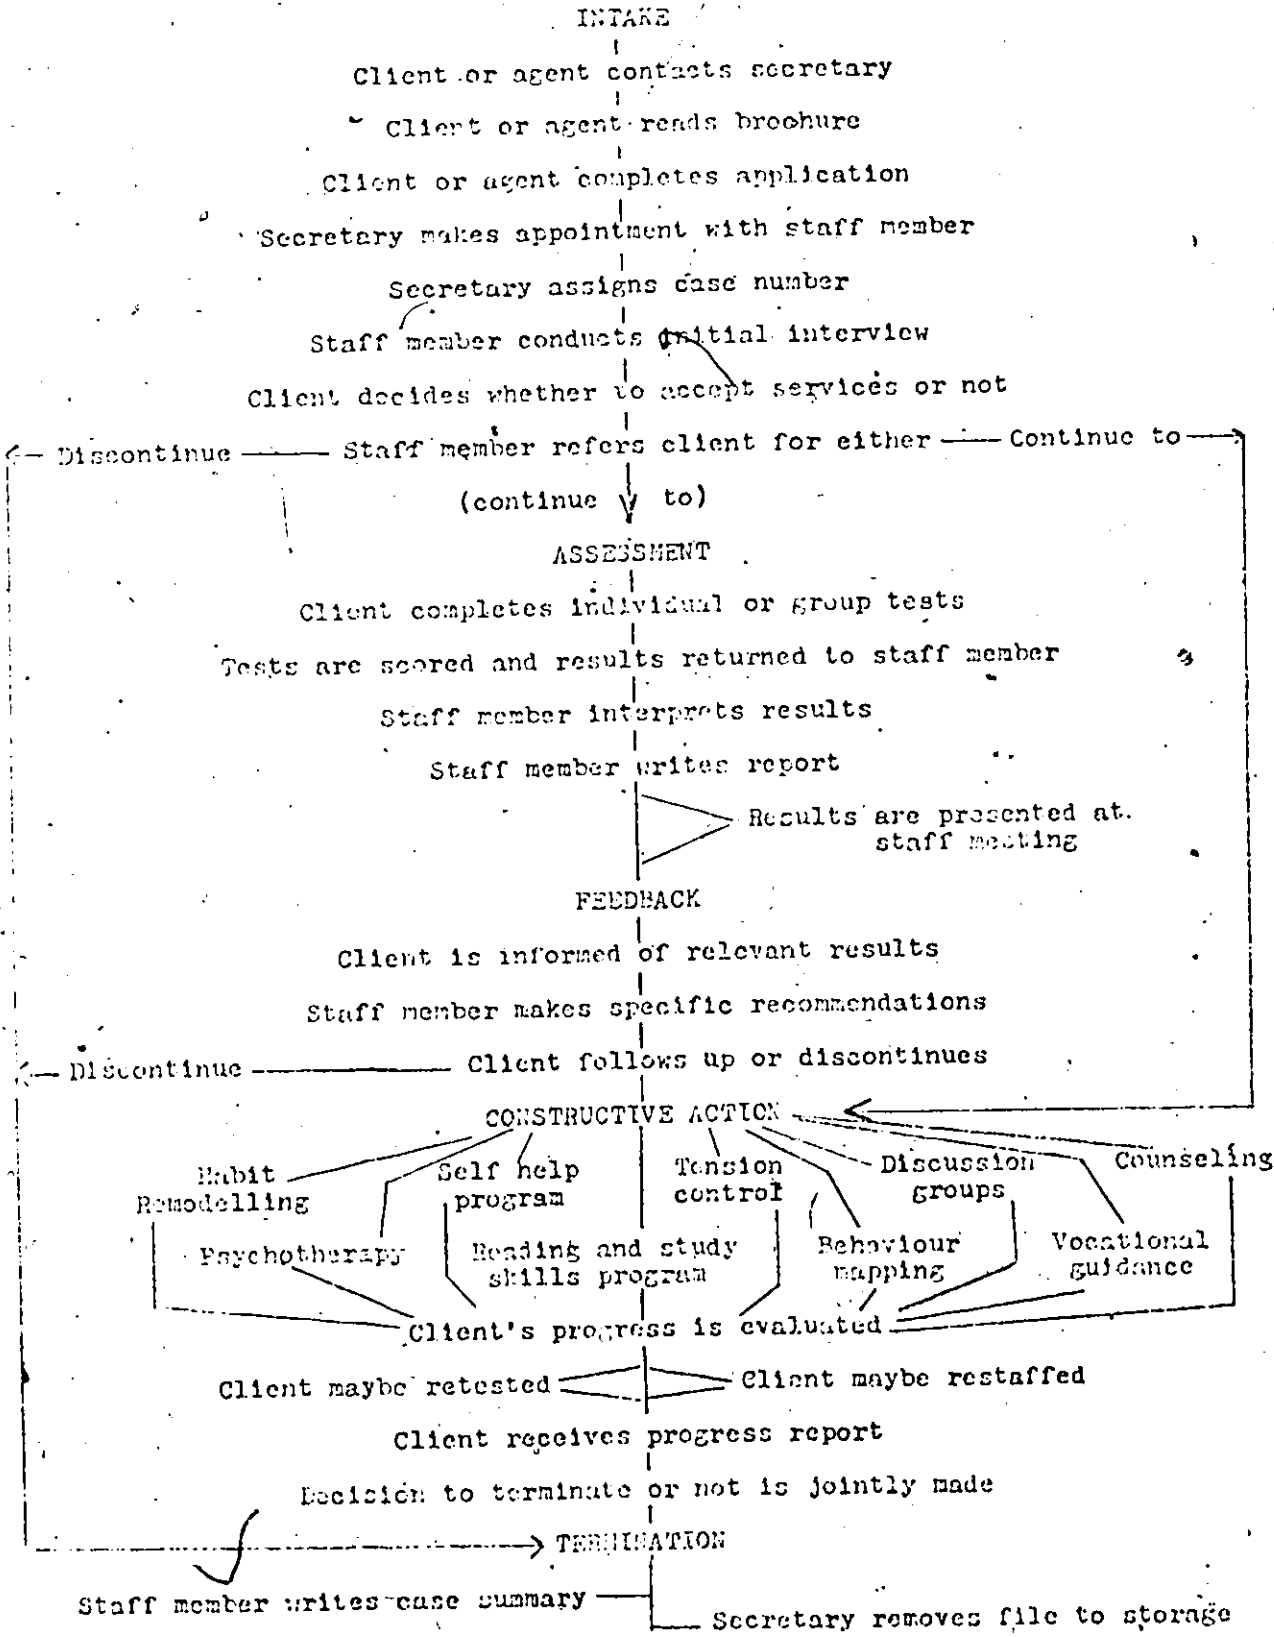 INTAKE
Client or agent contacts secretary
Client or agent reads brochure
Client or agent completes application
Secretary makes appointment with staff member
Secretary assigns case number
Staff member conducts initial interview
Client decides whether to accept services or not
Discontinue Staff member refers client for either Continue to
(continue to)
ASSESSMENT
Client completes individual or group tests
Tests are scored and results returned to staff member
Staff member interprets results
Staff member writes report
Results are presented at
staff meeting
FEEDBACK
Client is informed of relevant results
Staff member makes specific recommendations
Discontinue Client follows up or discontinues
CONSTRUCTIVE ACTION
Habit
Remodelling
Self help
program
Tension
control
Discussion
groups
Counseling
Psychotherapy
Reading and study
skills program
Behaviour
mapping
Vocational
guidance
Client's progress is evaluated
Client maybe retested Client maybe restaffed
Client receives progress report
Decision to terminate or not is jointly made
TERMINATION
Staff member writes case summary
Secretary removes file to storage